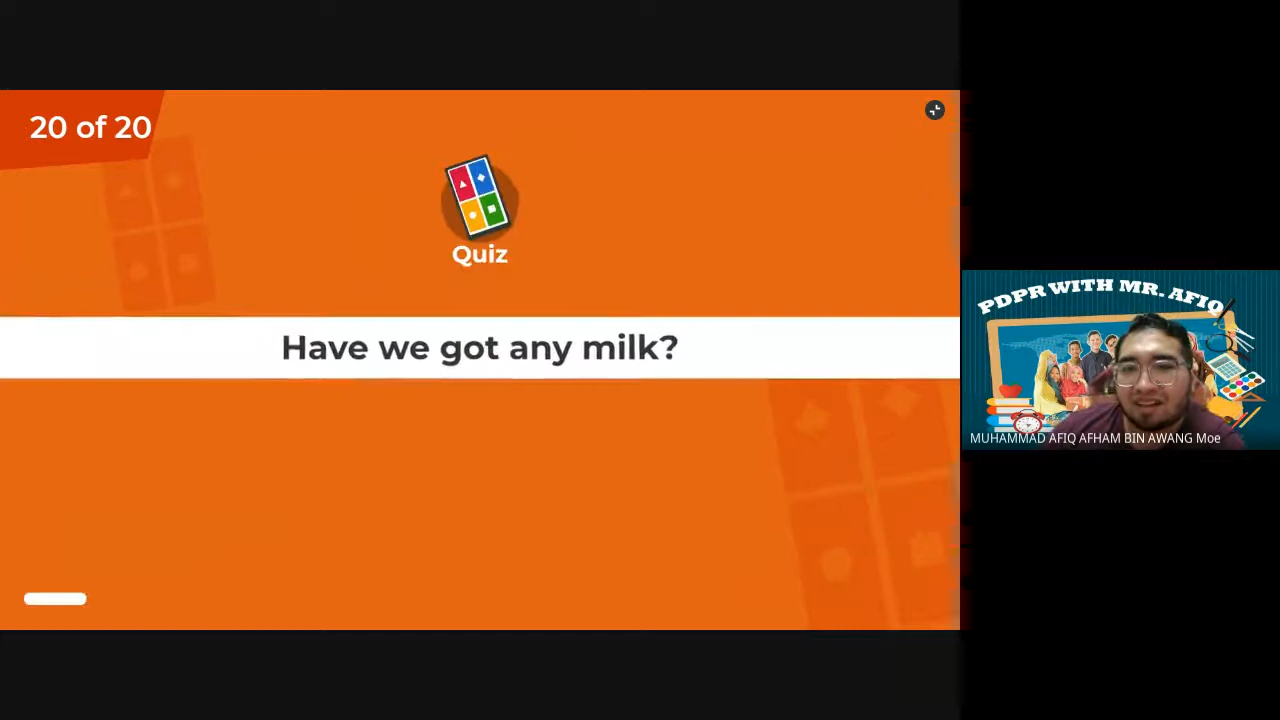 20 of 20
Quiz
Have we got any milk?
PDPR WITH MR. AFIQ
MUHAMMAD AFIQ AFHAM BIN AWANG Moe